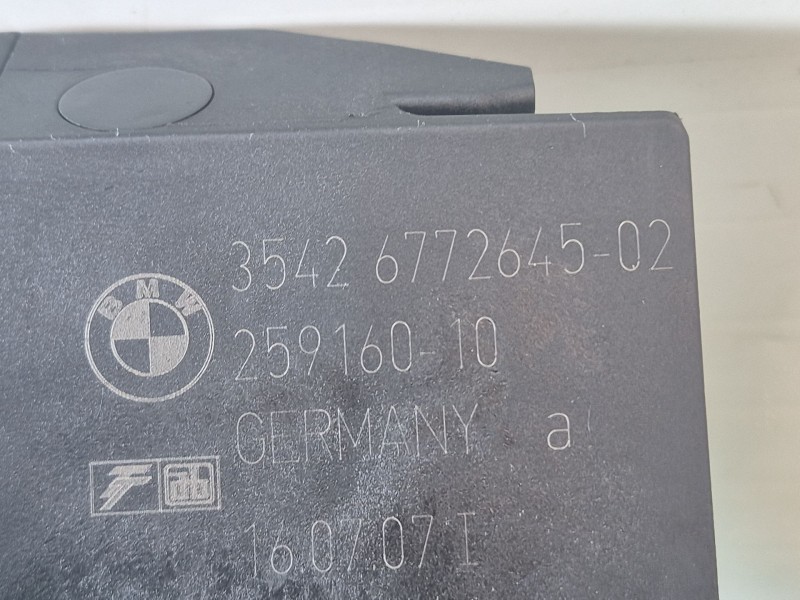 3542 6772645-02
BMW
259160-10
GERMANY a
16.07.07 I